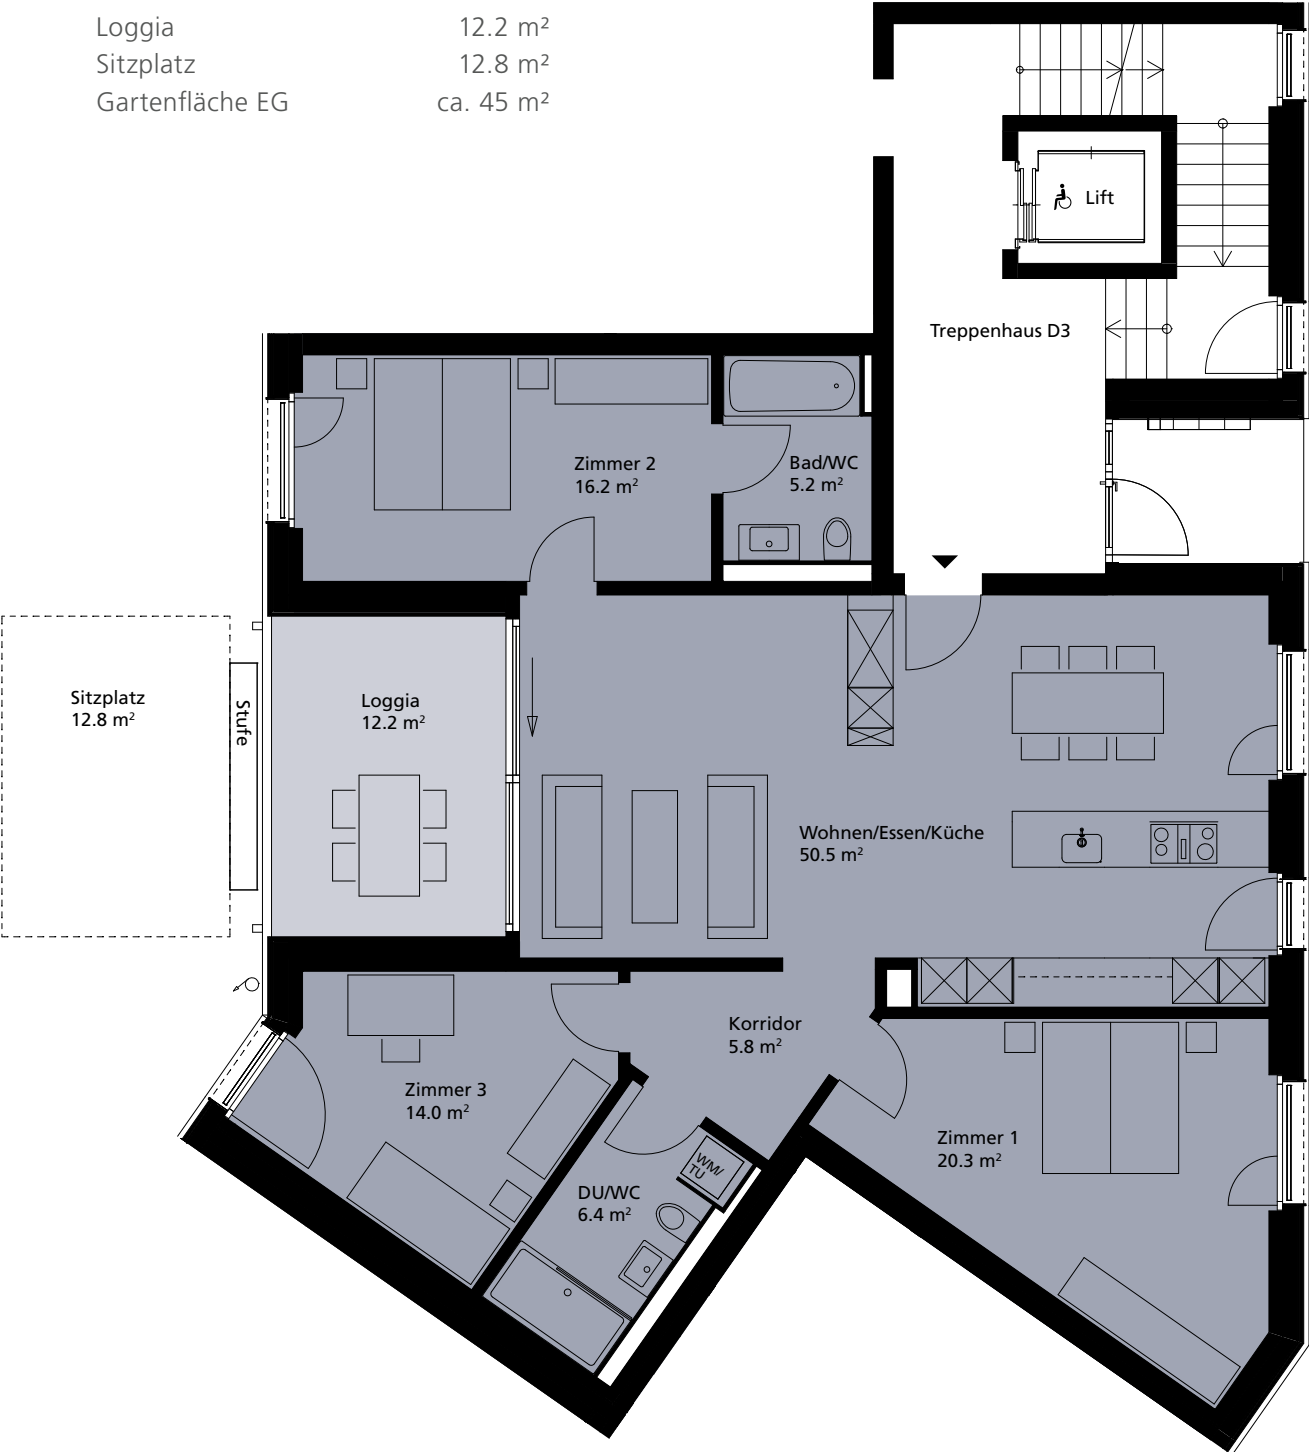 Loggia 12.2 m²
Sitzplatz 12.8 m²
Gartenfläche EG ca. 45 m²
Lift
Treppenhaus D3
Zimmer 2
16.2 m²
Bad/WC
5.2 m²
Sitzplatz
12.8 m²
Stufe
Loggia
12.2 m²
Wohnen/Essen/Küche
50.5 m²
Korridor
5.8 m²
Zimmer 3
14.0 m²
Zimmer 1
20.3 m²
WM/
TU
DU/WC
6.4 m²